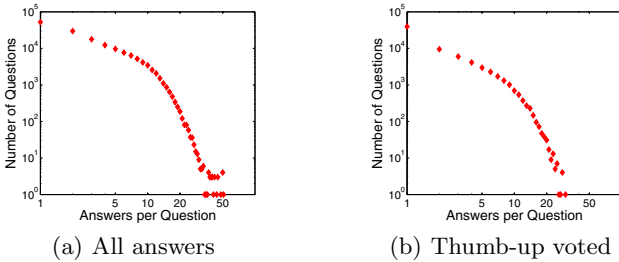 10^5
10^4
10^3
10^2
10^1
10^0
Number of Questions
1 10 20 50
Answers per Question
(a) All answers
10^5
10^4
10^3
10^2
10^1
10^0
Number of Questions
1 5 10 20 50
Answers per Question
(b) Thumb-up voted